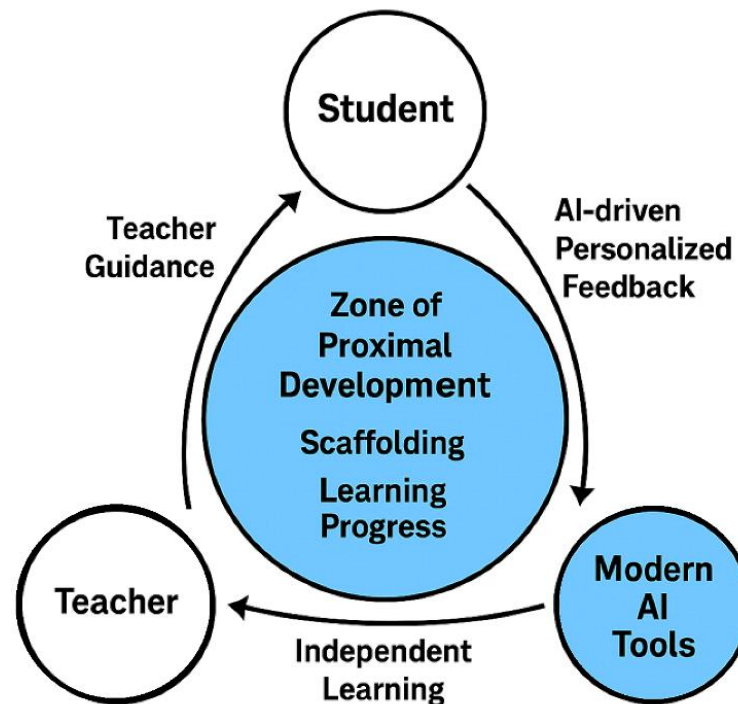 Student
Teacher
Guidance
AI-driven
Personalized
Feedback
Zone of
Proximal
Development
Scaffolding
Learning
Progress
Teacher
Modern
AI
Tools
Independent
Learning